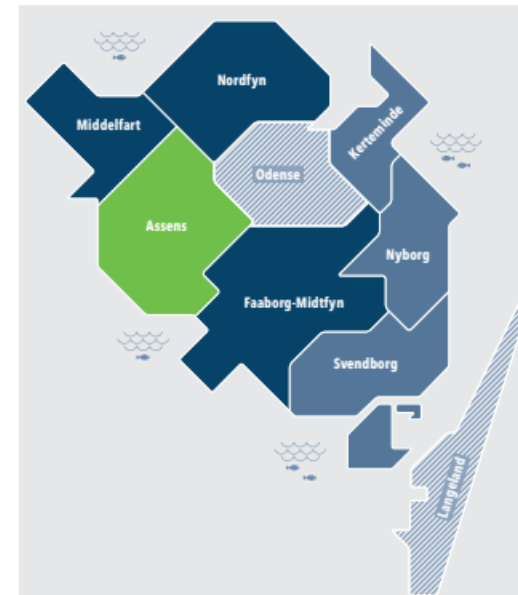 Nordfyn
Middelfart
Kerteminde
Odense
Assens
Nyborg
Faaborg-Midtfyn
Svendborg
Langeland